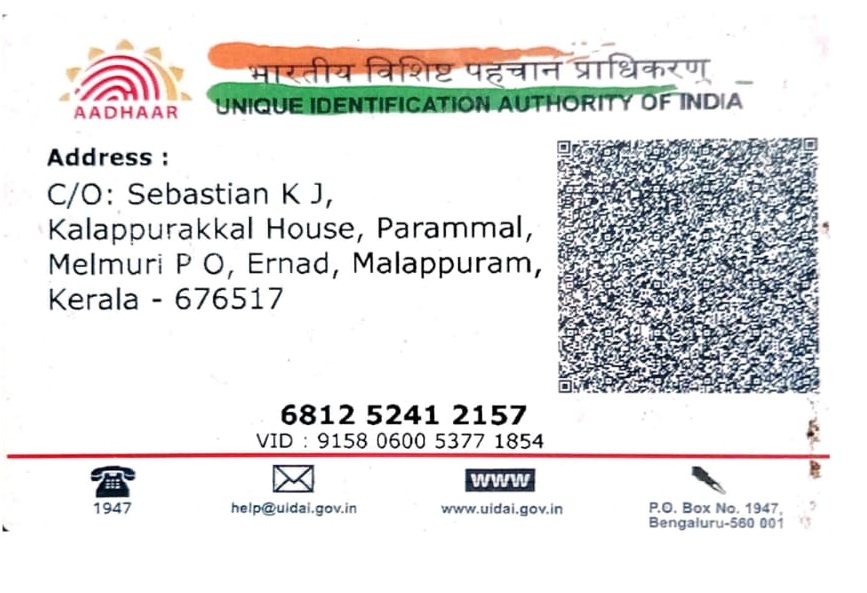 भारतीय विशिष्ट पहचान प्राधिकरण
AADHAAR
UNIQUE IDENTIFICATION AUTHORITY OF INDIA
Address :
C/O: Sebastian K J,
Kalappurakkal House, Parammal,
Melmuri P O, Ernad, Malappuram,
Kerala - 676517
6812 5241 2157
VID : 9158 0600 5377 1854
1947
help@uidai.gov.in
www
www.uidai.gov.in
P.O. Box No. 1947,
Bengaluru-560 001